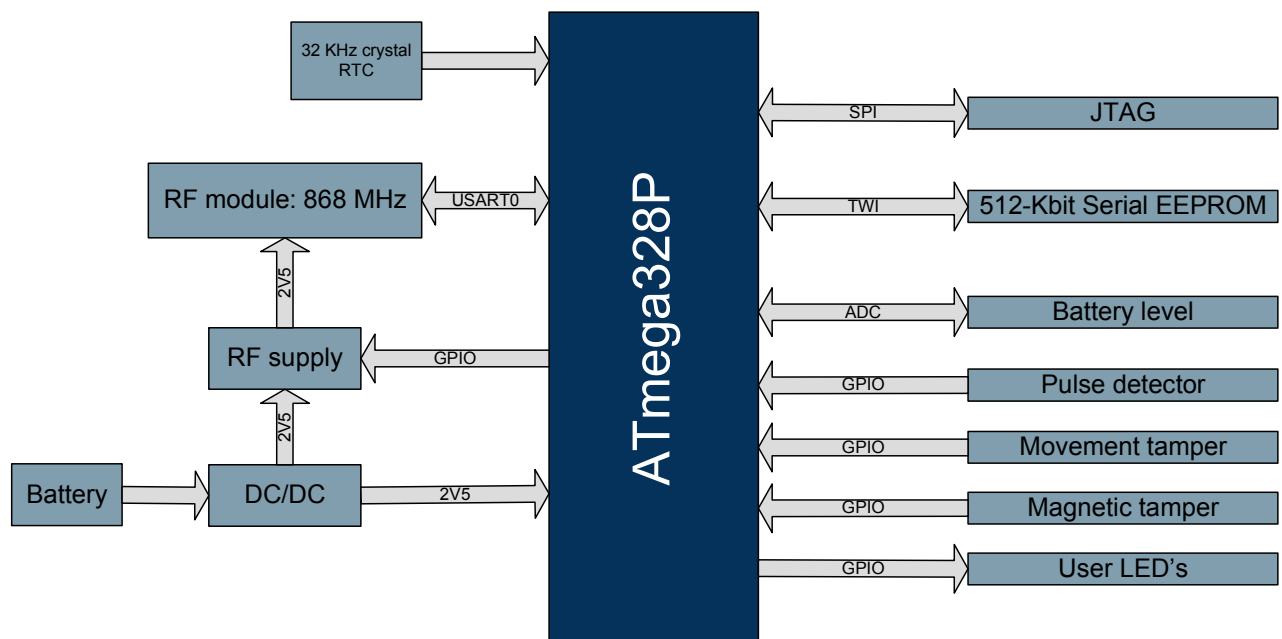 32 KHz crystal
RTC
RF module: 868 MHz
USART0
2V5
RF supply
GPIO
2V5
Battery
DC/DC
2V5
ATmega328P
SPI
JTAG
TWI
512-Kbit Serial EEPROM
ADC
Battery level
GPIO
Pulse detector
GPIO
Movement tamper
GPIO
Magnetic tamper
GPIO
User LED’s